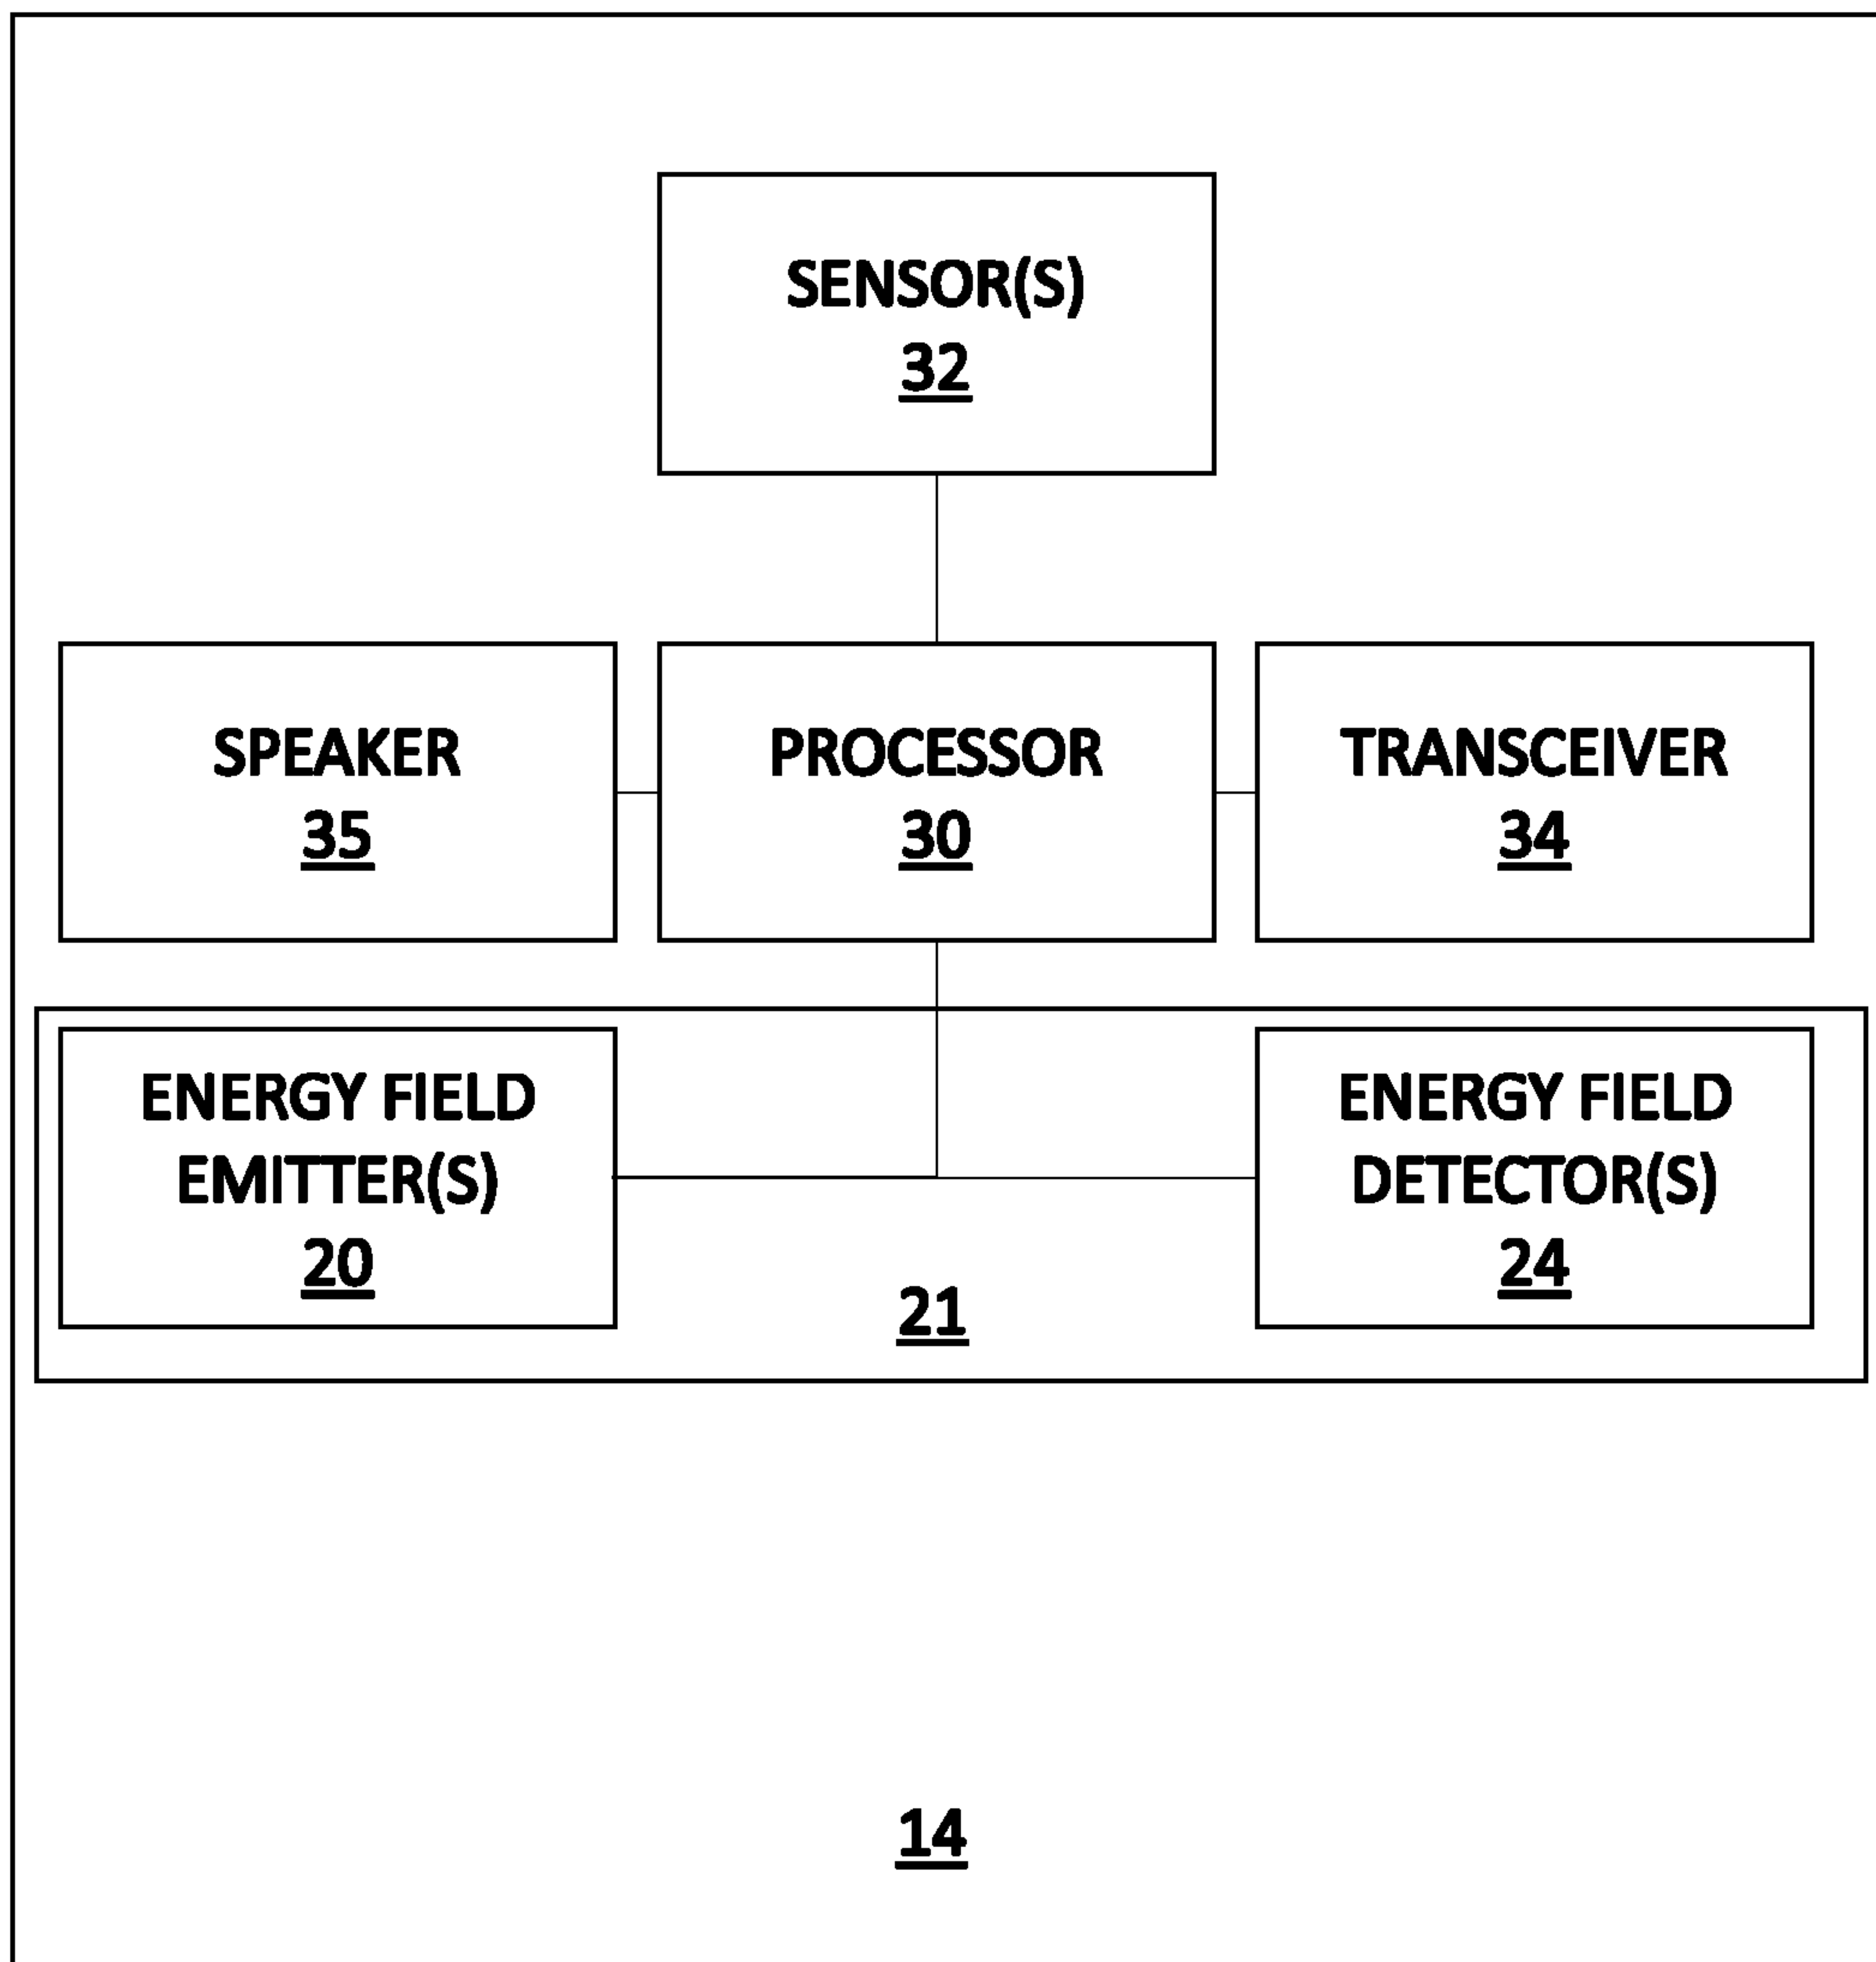 SENSOR(S)
32
SPEAKER
35
PROCESSOR
30
TRANSCEIVER
34
ENERGY FIELD
EMITTER(S)
20
ENERGY FIELD
DETECTOR(S)
24
21
14